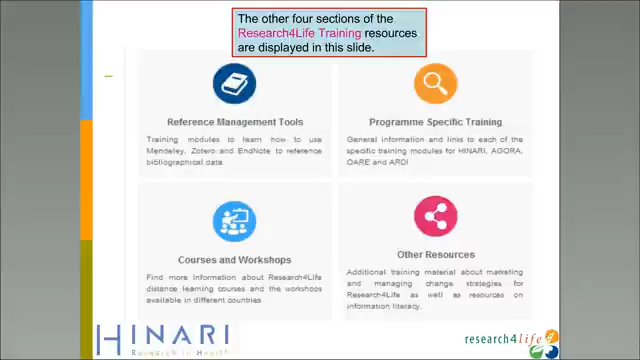 The other four sections of the
Research4Life Training resources
are displayed in this slide.
Reference Management Tools
Training modules to learn how to use
Mendeley, Zotero and EndNote to reference
bibliographical data
Programme Specific Training
General information and links to each of the
specific training modules for HINARI, AGORA,
OARE and ARDI
Courses and Workshops
Find more Information about Research4Life
distance learning courses and the workshops
available in different countries.
Other Resources
Additional training material about marketing
and managing change strategies for
Research4Life as well as resources on
information literacy.
HINARI
Research in Health
research4life